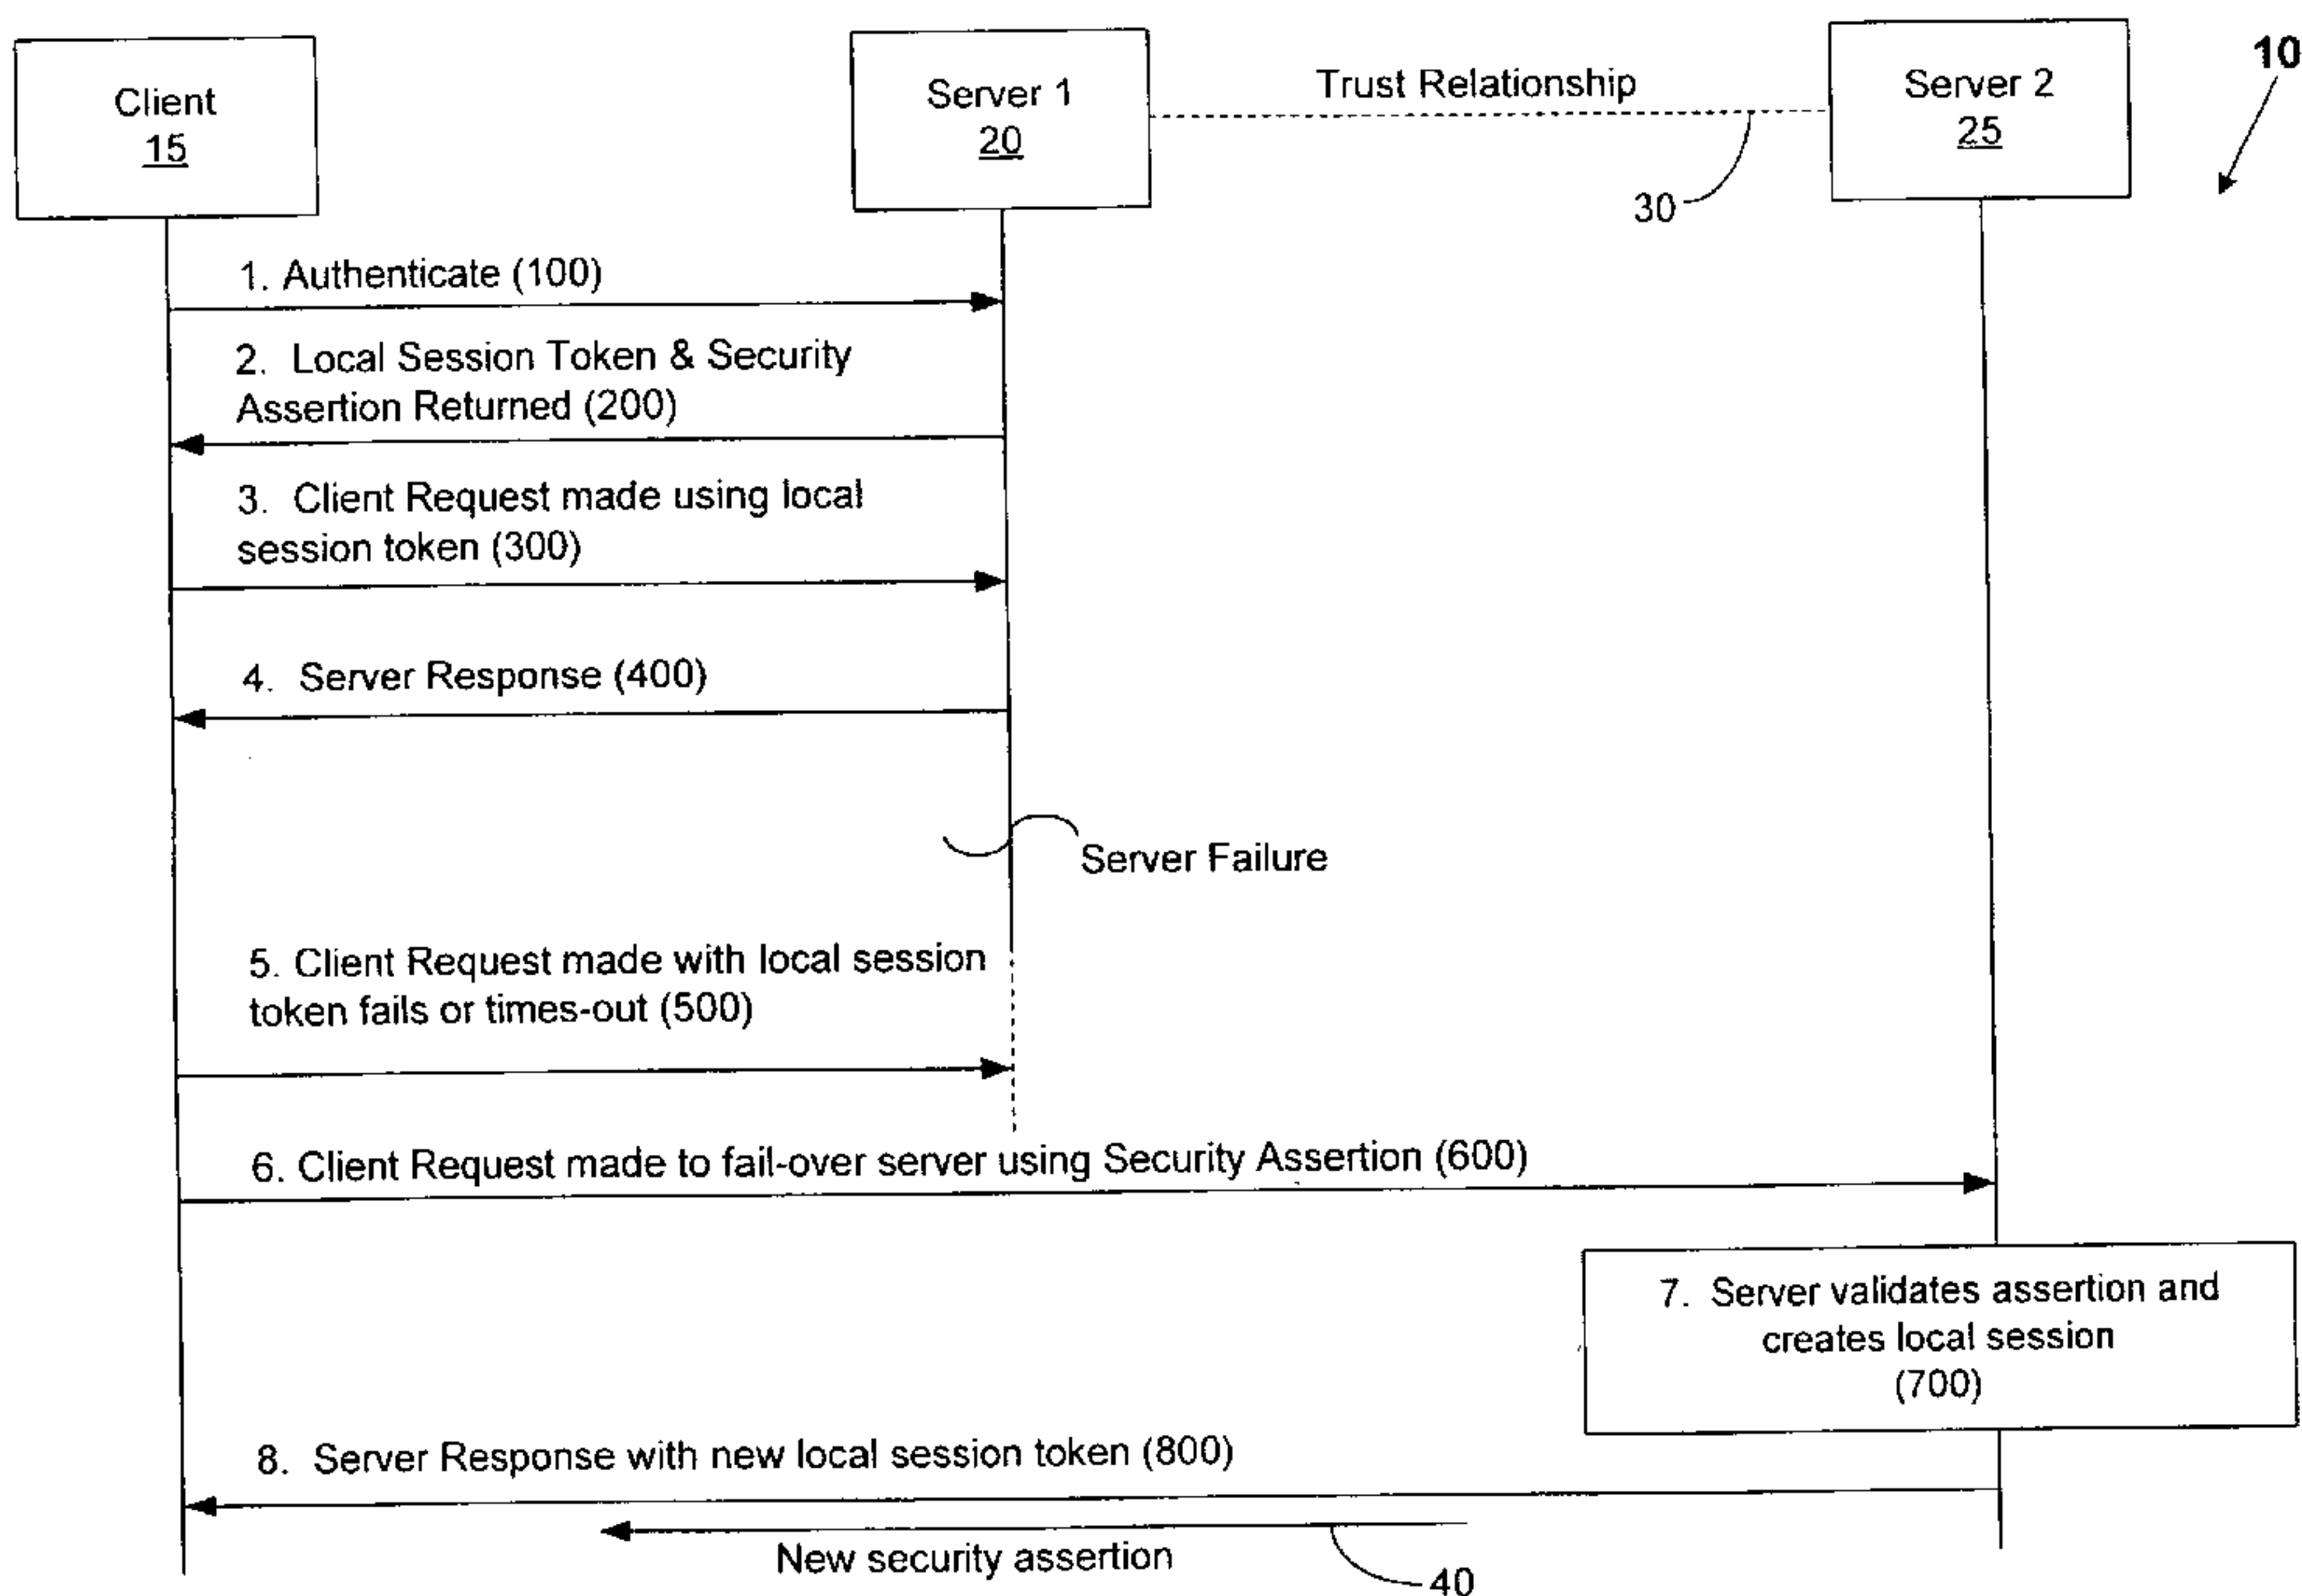 Client
15
Server 1
20
Trust Relationship
Server 2
25
10
30
1. Authenticate (100)
2. Local Session Token & Security
Assertion Returned (200)
3. Client Request made using local
session token (300)
4. Server Response (400)
Server Failure
5. Client Request made with local session
token fails or times-out (500)
6. Client Request made to fail-over server using Security Assertion (600)
7. Server validates assertion and
creates local session
(700)
8. Server Response with new local session token (800)
New security assertion
40